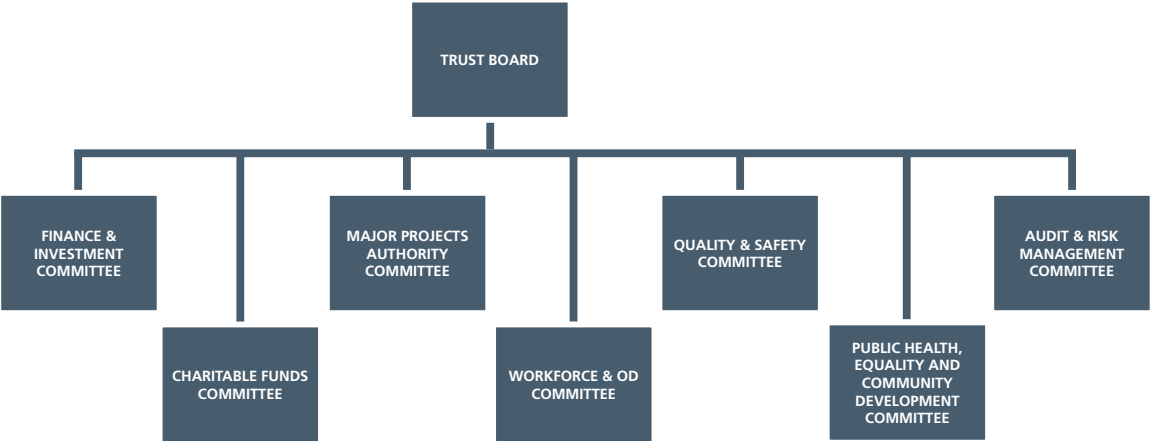 TRUST BOARD
FINANCE &
INVESTMENT
COMMITTEE
MAJOR PROJECTS
AUTHORITY
COMMITTEE
QUALITY & SAFETY
COMMITTEE
AUDIT & RISK
MANAGEMENT
COMMITTEE
CHARITABLE FUNDS
COMMITTEE
WORKFORCE & OD
COMMITTEE
PUBLIC HEALTH,
EQUALITY AND
COMMUNITY
DEVELOPMENT
COMMITTEE